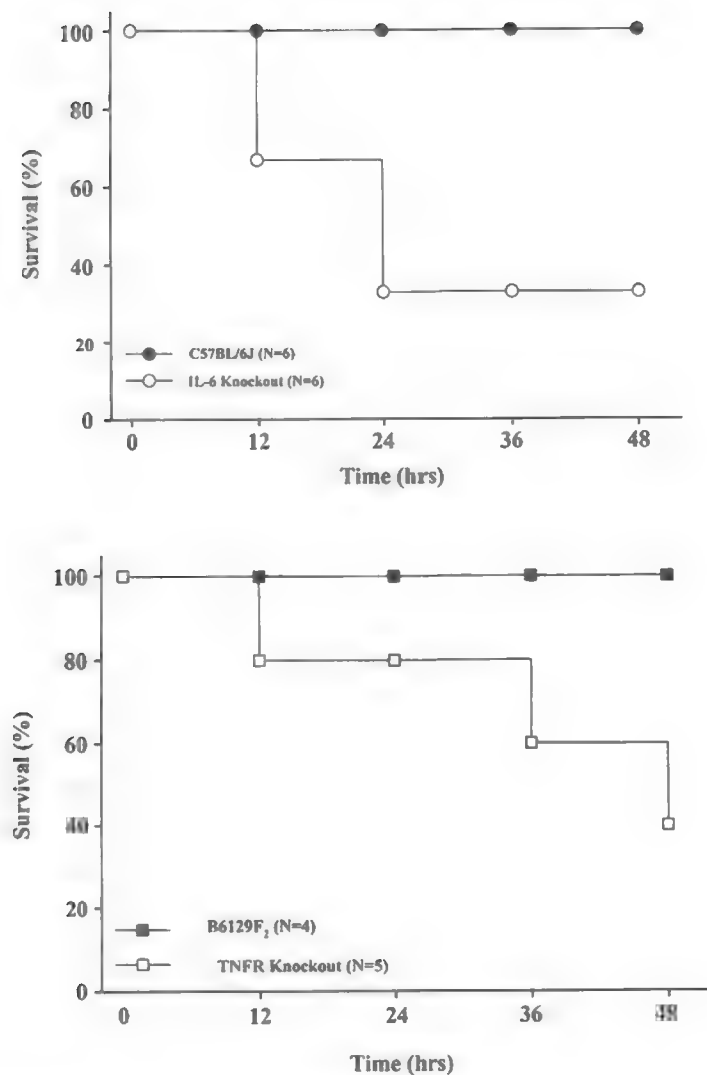 100
80
60
40
20
0
Survival (%)
C57BL/6J (N=6)
IL-6 Knockout (N=6)
0 12 24 36 48
Time (hrs)
100
80
60
40
20
0
Survival (%)
B6129F₂ (N=4)
TNFR Knockout (N=5)
0 12 24 36 48
Time (hrs)